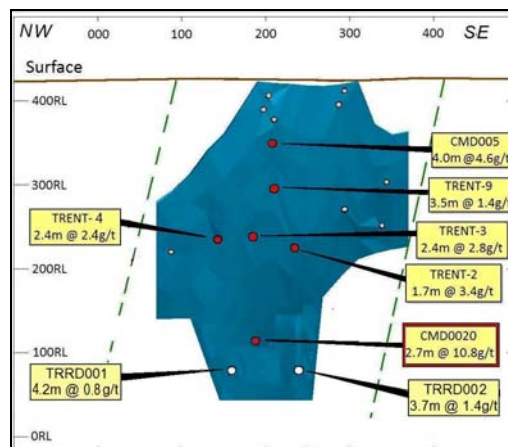 NW 000 100 200 300 400 SE
Surface
400RL
CMD005
4.0m @4.6g/t
300RL
TRENT-9
3.5m @ 1.4g/t
TRENT- 4
2.4m @ 2.4g/t
TRENT-3
2.4m @ 2.8g/t
200RL
TRENT-2
1.7m @ 3.4g/t
CMD0020
2.7m @ 10.8g/t
100RL
TRRD001
4.2m @ 0.8 g/t
TRRD002
3.7m @ 1.4g/t
0RL